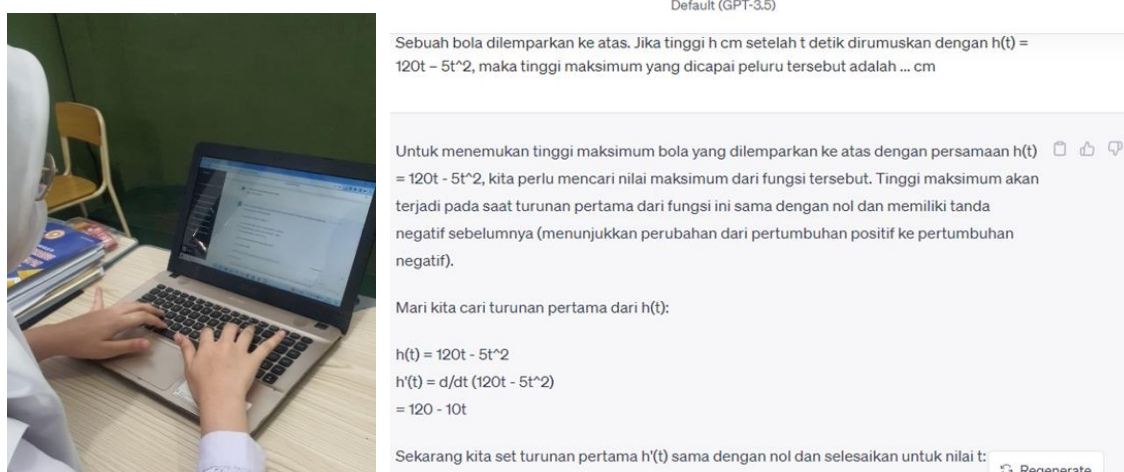 Default (GPT-3.5)
Sebuah bola dilemparkan ke atas. Jika tinggi h cm setelah t detik dirumuskan dengan h(t) =
120t – 5t^2, maka tinggi maksimum yang dicapai peluru tersebut adalah ... cm
Untuk menemukan tinggi maksimum bola yang dilemparkan ke atas dengan persamaan h(t)
= 120t - 5t^2, kita perlu mencari nilai maksimum dari fungsi tersebut. Tinggi maksimum akan
terjadi pada saat turunan pertama dari fungsi ini sama dengan nol dan memiliki tanda
negatif sebelumnya (menunjukkan perubahan dari pertumbuhan positif ke pertumbuhan
negatif).
Mari kita cari turunan pertama dari h(t):
h(t) = 120t - 5t^2
h'(t) = d/dt (120t - 5t^2)
= 120 - 10t
Sekarang kita set turunan pertama h'(t) sama dengan nol dan selesaikan untuk nilai t:
Regenerate